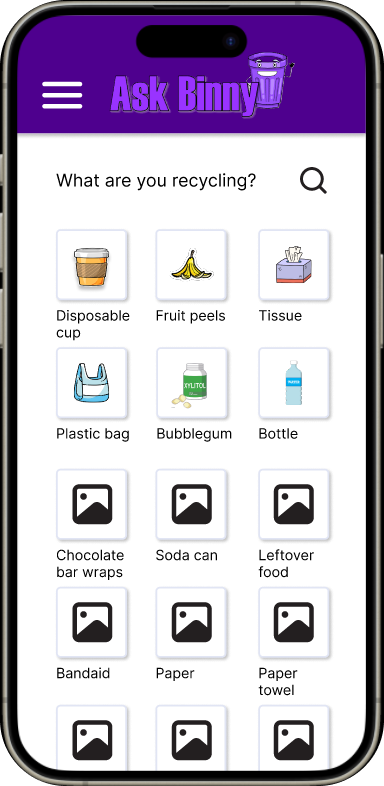 Ask Binny
What are you recycling?
Disposable
cup
Fruit peels
Tissue
XYLITOL
Plastic bag
Bubblegum
Bottle
Chocolate
bar wraps
Soda can
Leftover
food
Bandaid
Paper
Paper
towel